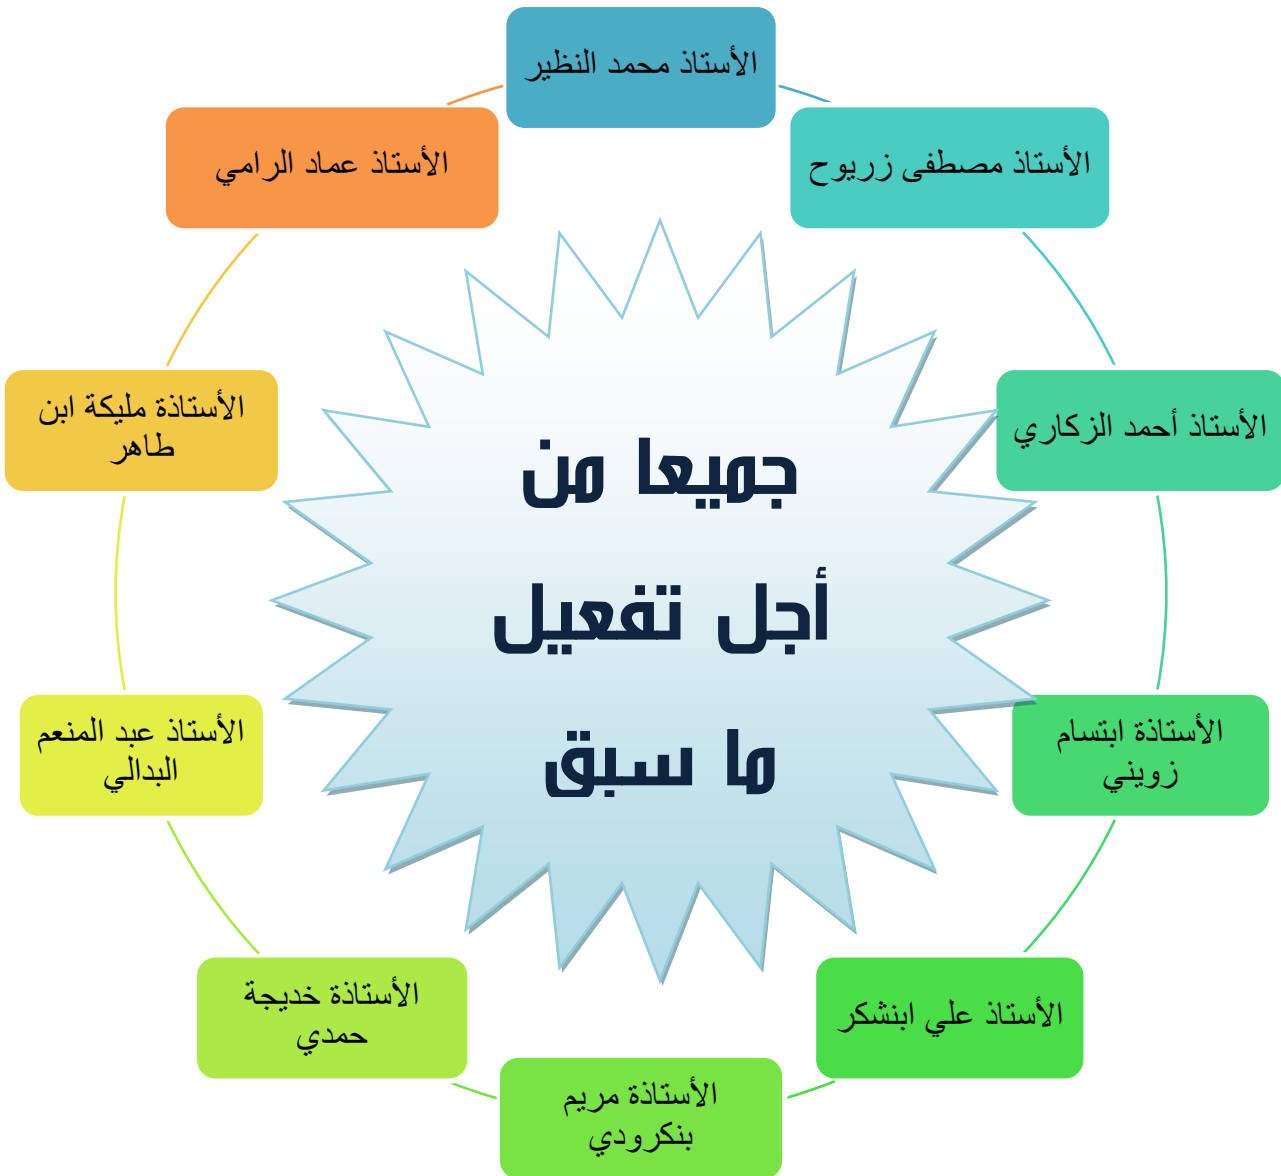 الأستاذ محمد النظير
الأستاذ مصطفى زريوح
الأستاذ عماد الرامي
الأستاذ أحمد الزكاري
الأستاذة مليكة ابن
طاهر
جميعا من
أجل تفعيل
ما سبق
الأستاذة ابتسام
زويني
الأستاذ عبد المنعم
البدالي
الأستاذ علي ابنشكر
الأستاذة خديجة
حمدي
الأستاذة مريم
بنكرودي